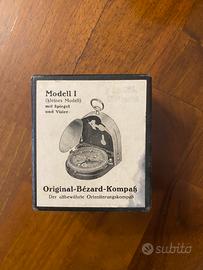 Modell I
(kleines Modell)
mit Spiegel
und Visier.
Original-Bézard-Kompaß
Der altbewährte Orientierungskompaß
subito